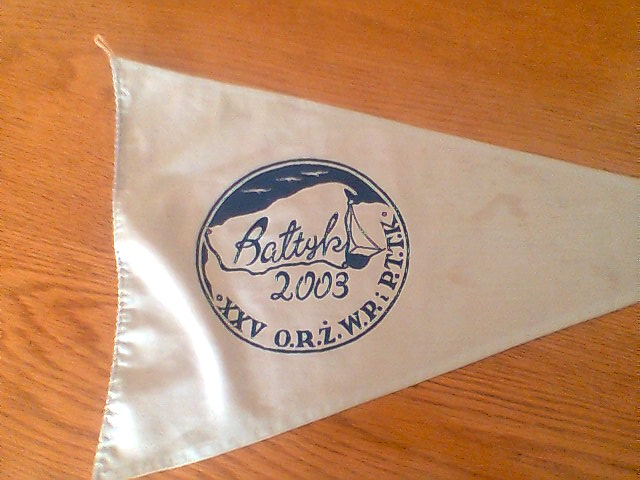 Bałtyk
2003
XXV O.R.Ż. W.P. i P.T.T.K.